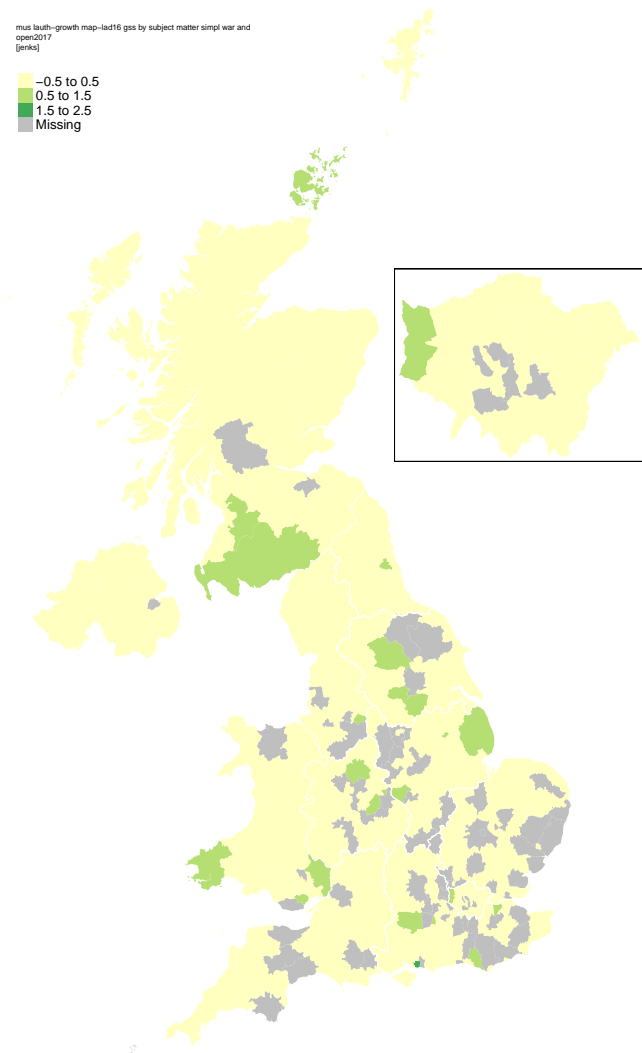 mus lauth−growth map−lad16 gss by subject matter simpl war and
open2017
[jenks]
−0.5 to 0.5
0.5 to 1.5
1.5 to 2.5
Missing